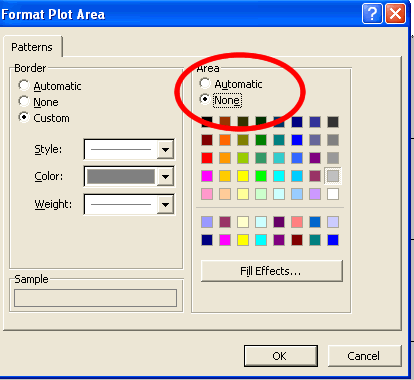 Format Plot Area
Patterns
Border
Automatic
None
Custom
Style:
Color:
Weight:
Sample
Area
Automatic
None
Fill Effects...
OK
Cancel